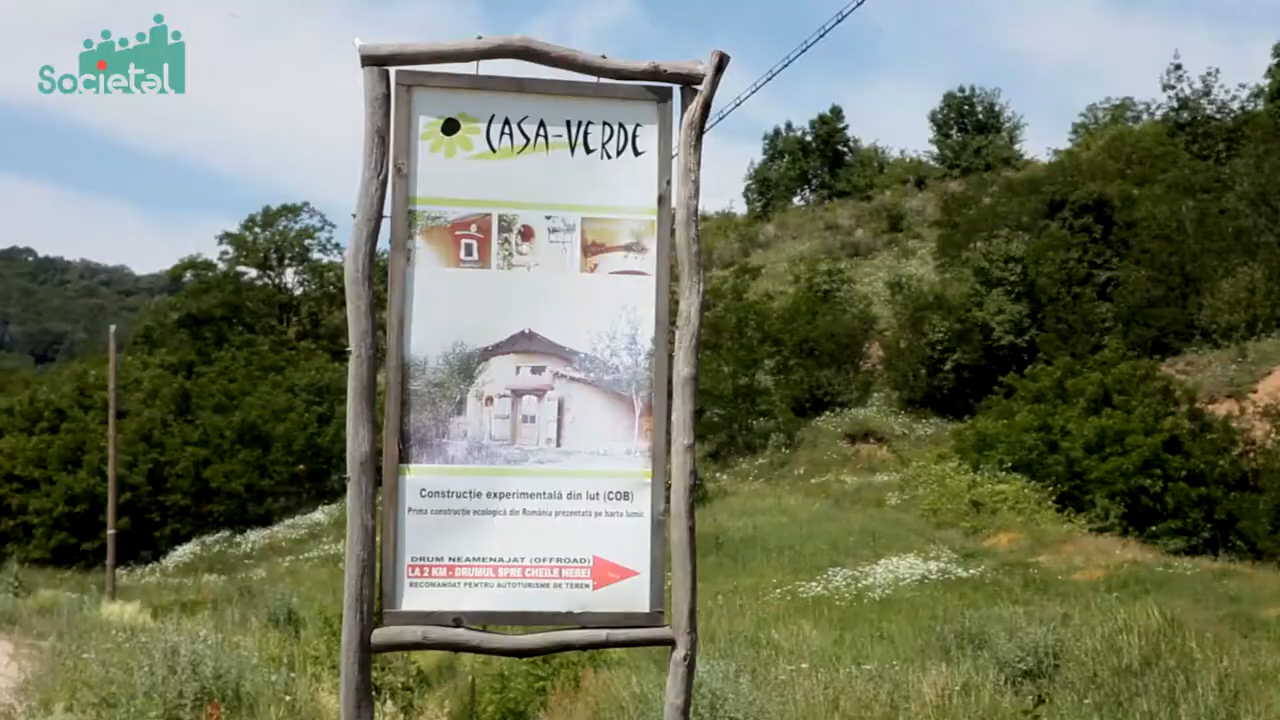 Societal
CASA-VERDE
Construcție experimentală din lut (COB)
Prima construcție ecologică din România prezentată pe harta lumii
DRUM NEAMENAJAT (OFFROAD)
LA 2 KM - DRUMUL SPRE CHEILE NEREI
RECOMANDAT PENTRU AUTOTURISME DE TEREN